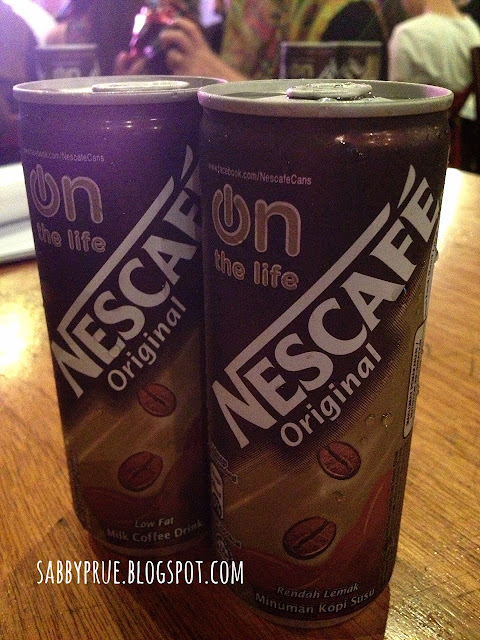 www.facebook.com/NescafeCans
on
the life
NESCAFÉ
Original
Low Fat
Milk Coffee Drink
www.facebook.com/NescafeCans
on
the life
NESCAFÉ
Original
Rendah Lemak
Minuman Kopi Susu
SABBYPRUE.BLOGSPOT.COM